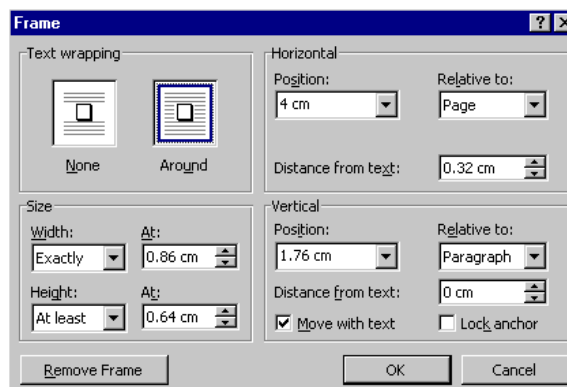 Frame
Text wrapping
None Around
Horizontal
Position: Relative to:
4 cm Page
Distance from text: 0.32 cm
Size
Width: At:
Exactly 0.86 cm
Height: At:
At least 0.64 cm
Vertical
Position: Relative to:
1.76 cm Paragraph
Distance from text: 0 cm
Move with text Lock anchor
Remove Frame OK Cancel